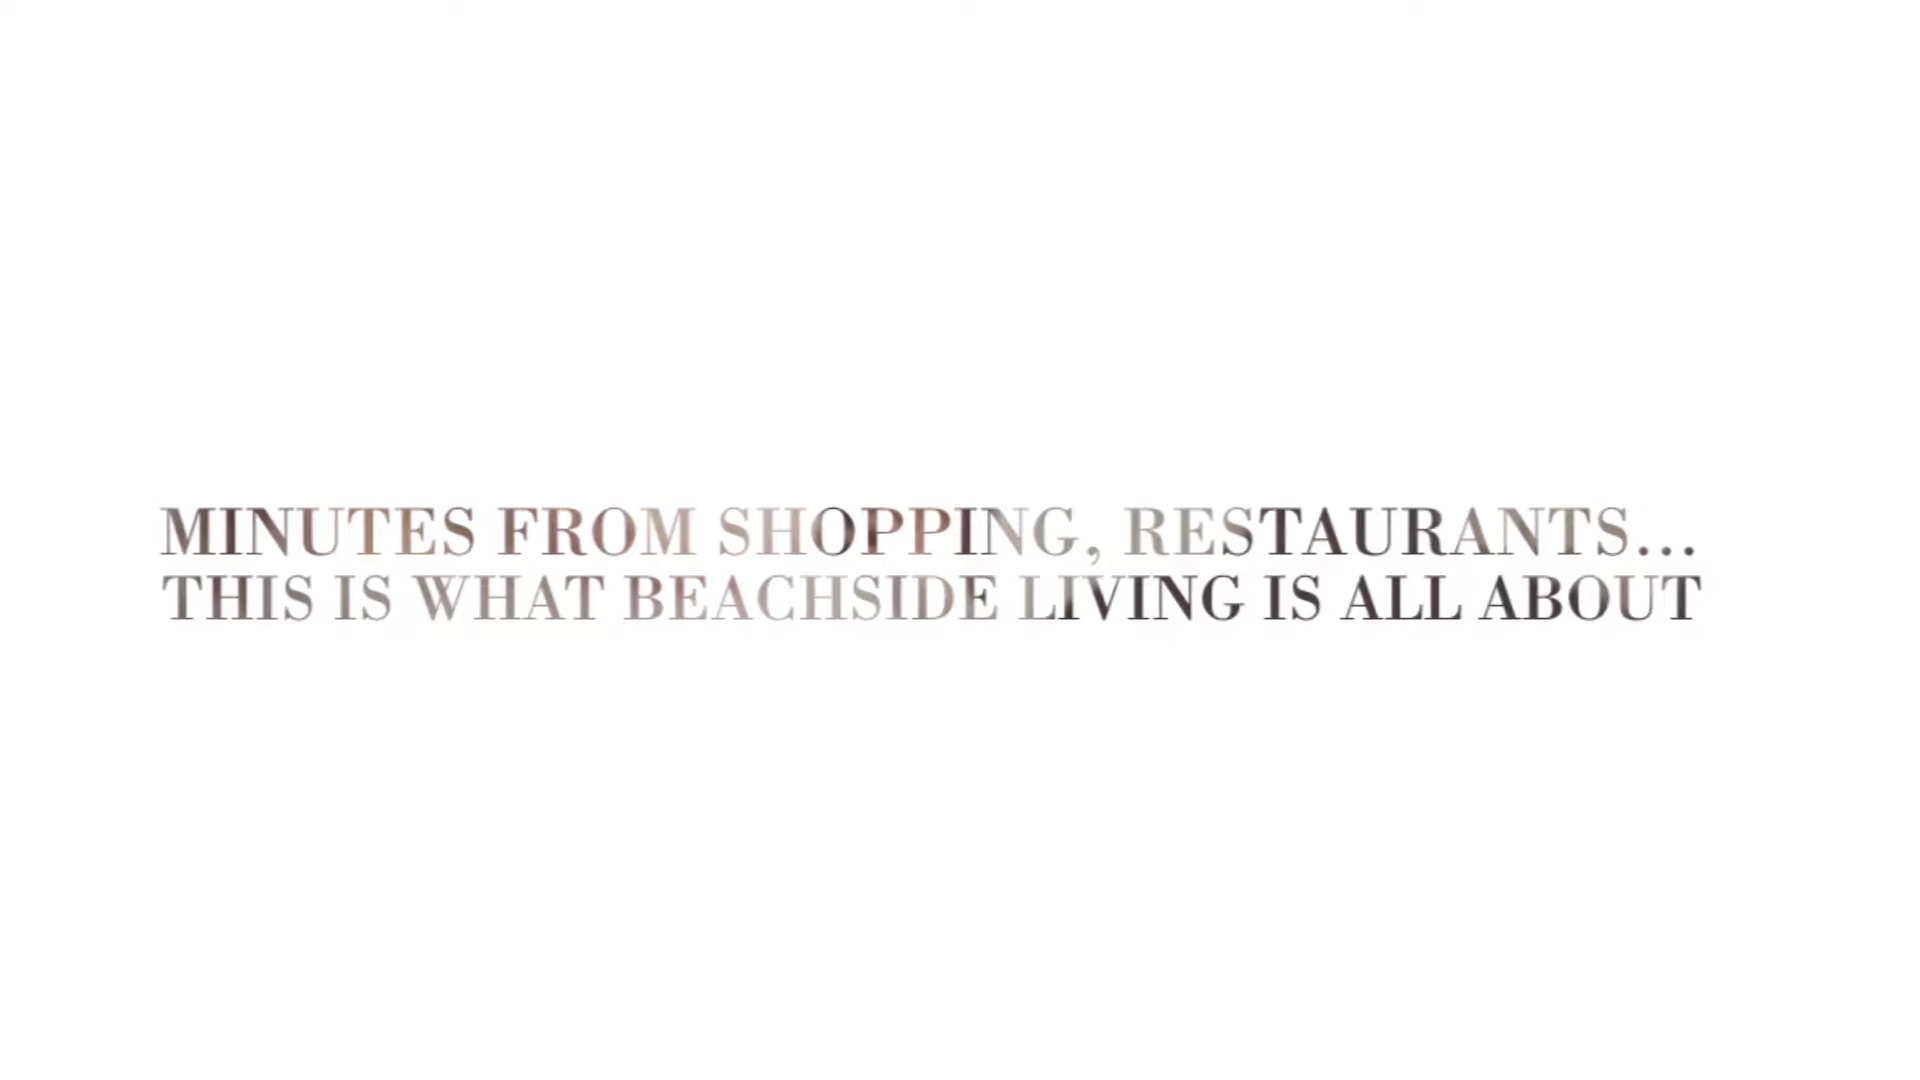 MINUTES FROM SHOPPING, RESTAURANTS...
THIS IS WHAT BEACHSIDE LIVING IS ALL ABOUT